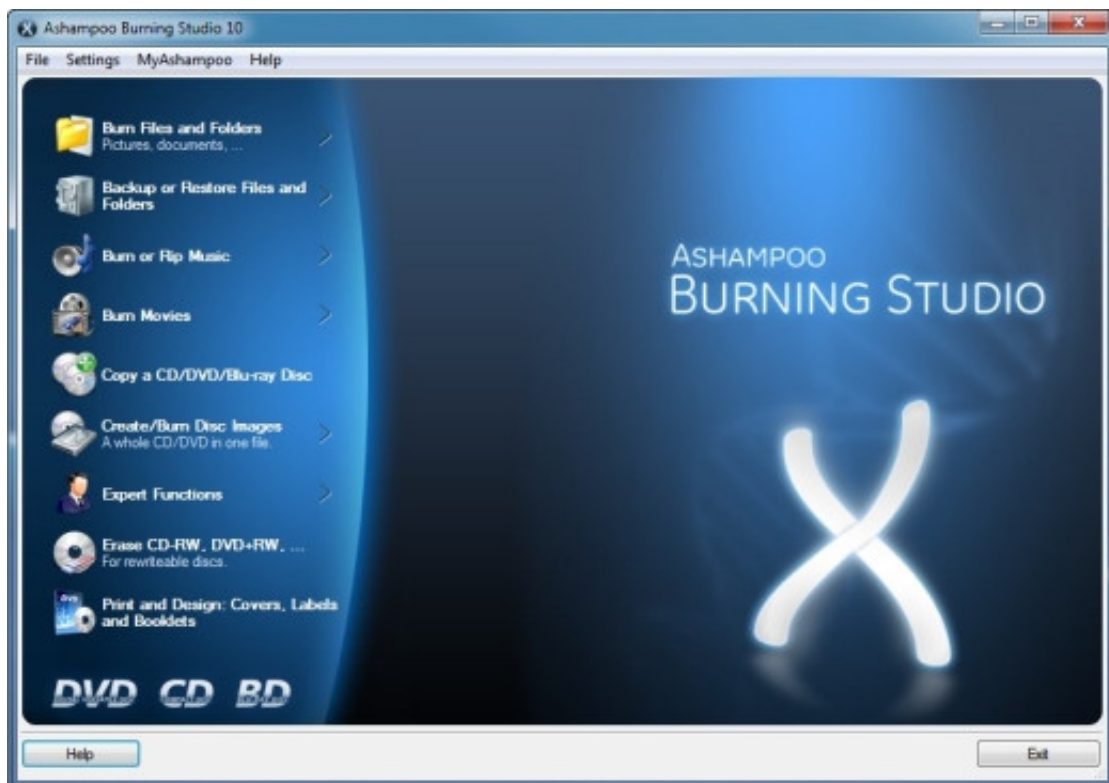 Ashampoo Burning Studio 10
File Settings MyAshampoo Help
Burn Files and Folders
Pictures, documents, ...
Backup or Restore Files and
Folders
Burn or Rip Music
Burn Movies
Copy a CD/DVD/Blu-ray Disc
Create/Burn Disc Images
A whole CD/DVD in one file.
Expert Functions
Erase CD-RW, DVD+RW, ...
For rewriteable discs.
Print and Design: Covers, Labels
and Booklets
DVD CD BD
ASHAMPOO
BURNING STUDIO
Help Exit